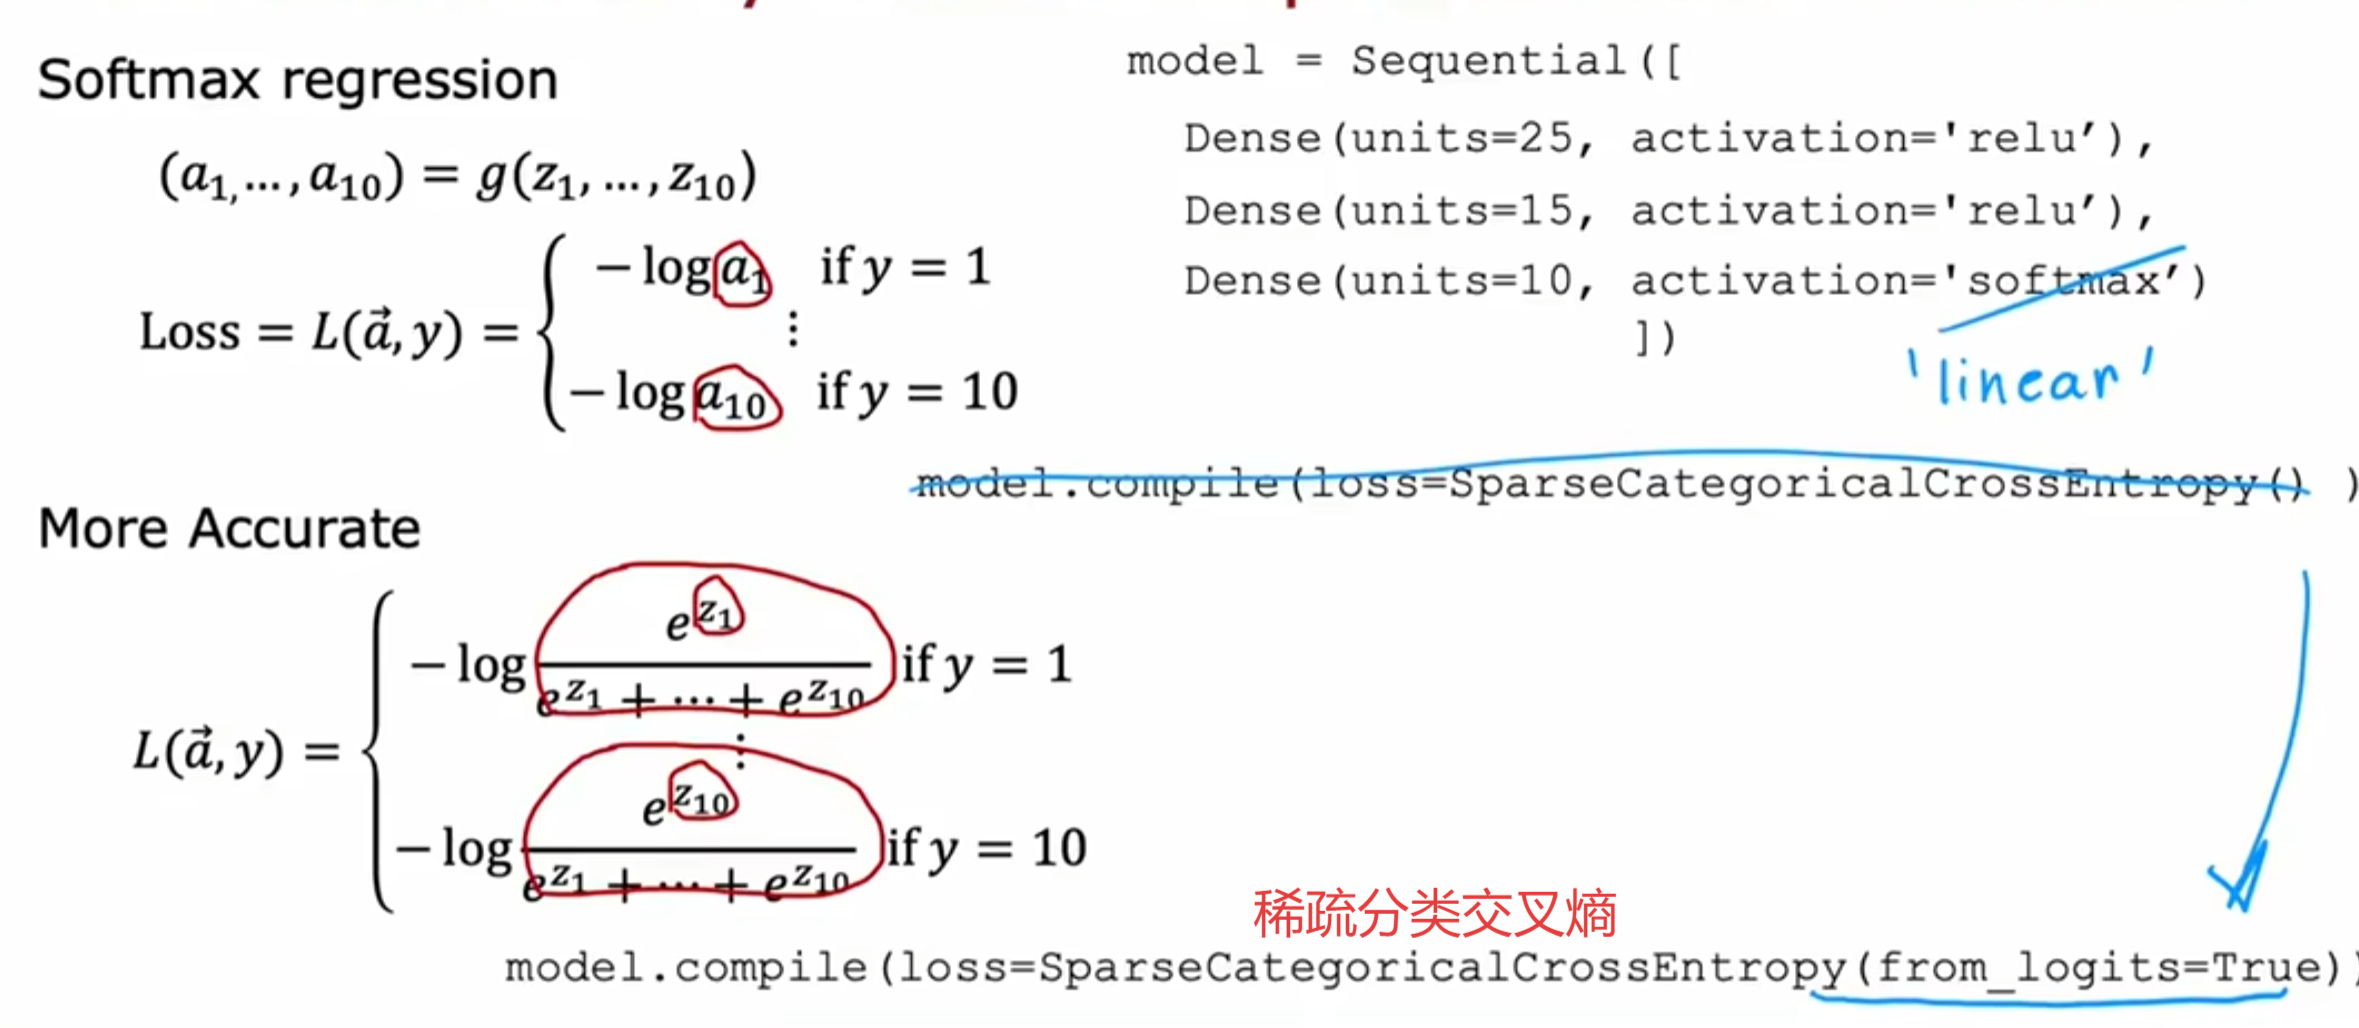 Softmax regression
(a₁,…,a₁₀) = g(z₁,…,z₁₀)
Loss = L(a⃗,y) = { −log a₁ if y = 1
⋮
−log a₁₀ if y = 10
model = Sequential([
Dense(units=25, activation='relu'),
Dense(units=15, activation='relu'),
Dense(units=10, activation='softmax')
])
'linear'
model.compile(loss=SparseCategoricalCrossEntropy() )
More Accurate
L(a⃗,y) = { −log e^z₁ / (e^z₁ + ⋯ + e^z₁₀) if y = 1
⋮
−log e^z₁₀ / (e^z₁ + ⋯ + e^z₁₀) if y = 10
稀疏分类交叉熵
model.compile(loss=SparseCategoricalCrossEntropy(from_logits=True))